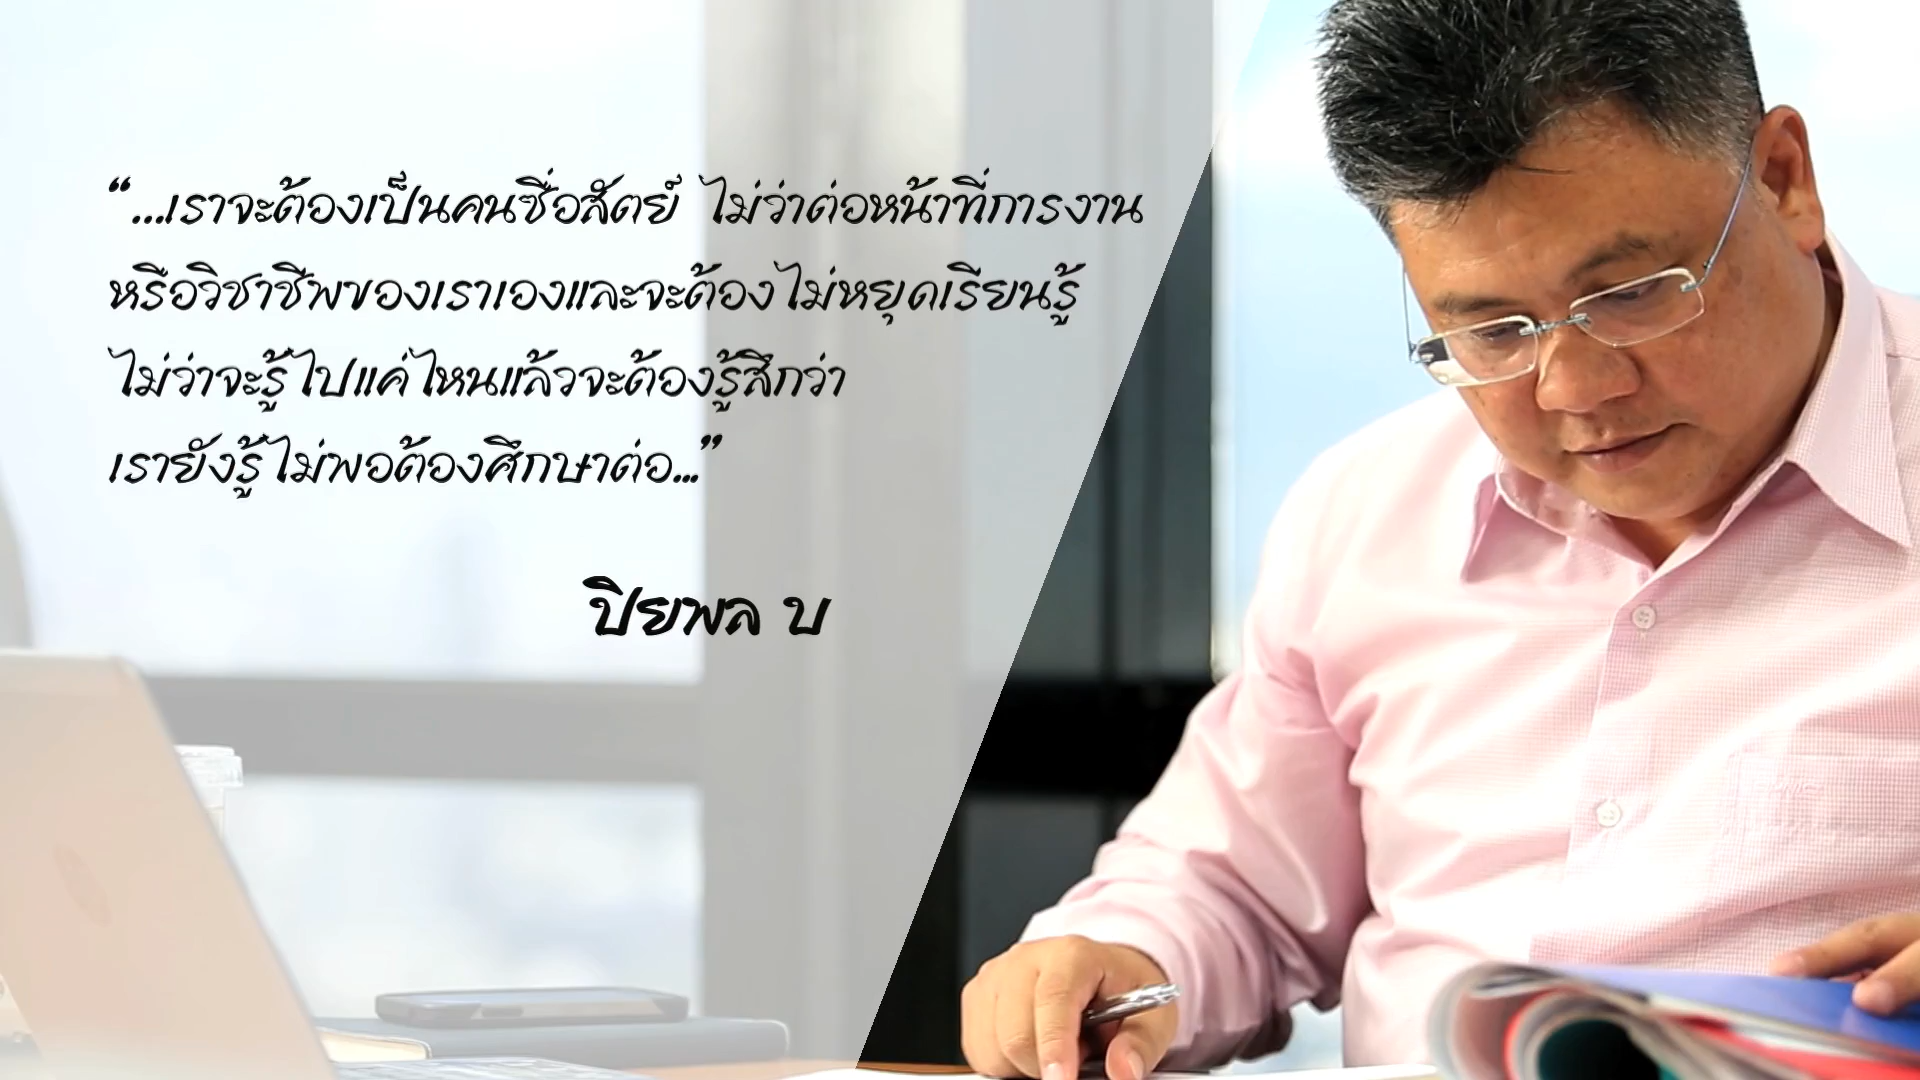 “...เราจะต้องเป็นคนซื่อสัตย์ ไม่ว่าต่อหน้าที่การงาน
หรือวิชาชีพของเราเองและจะต้องไม่หยุดเรียนรู้
ไม่ว่าจะรู้ไปแค่ไหนแล้วจะต้องรู้สึกว่า
เรายังรู้ไม่พอต้องศึกษาต่อ...”
ปิยพล บ